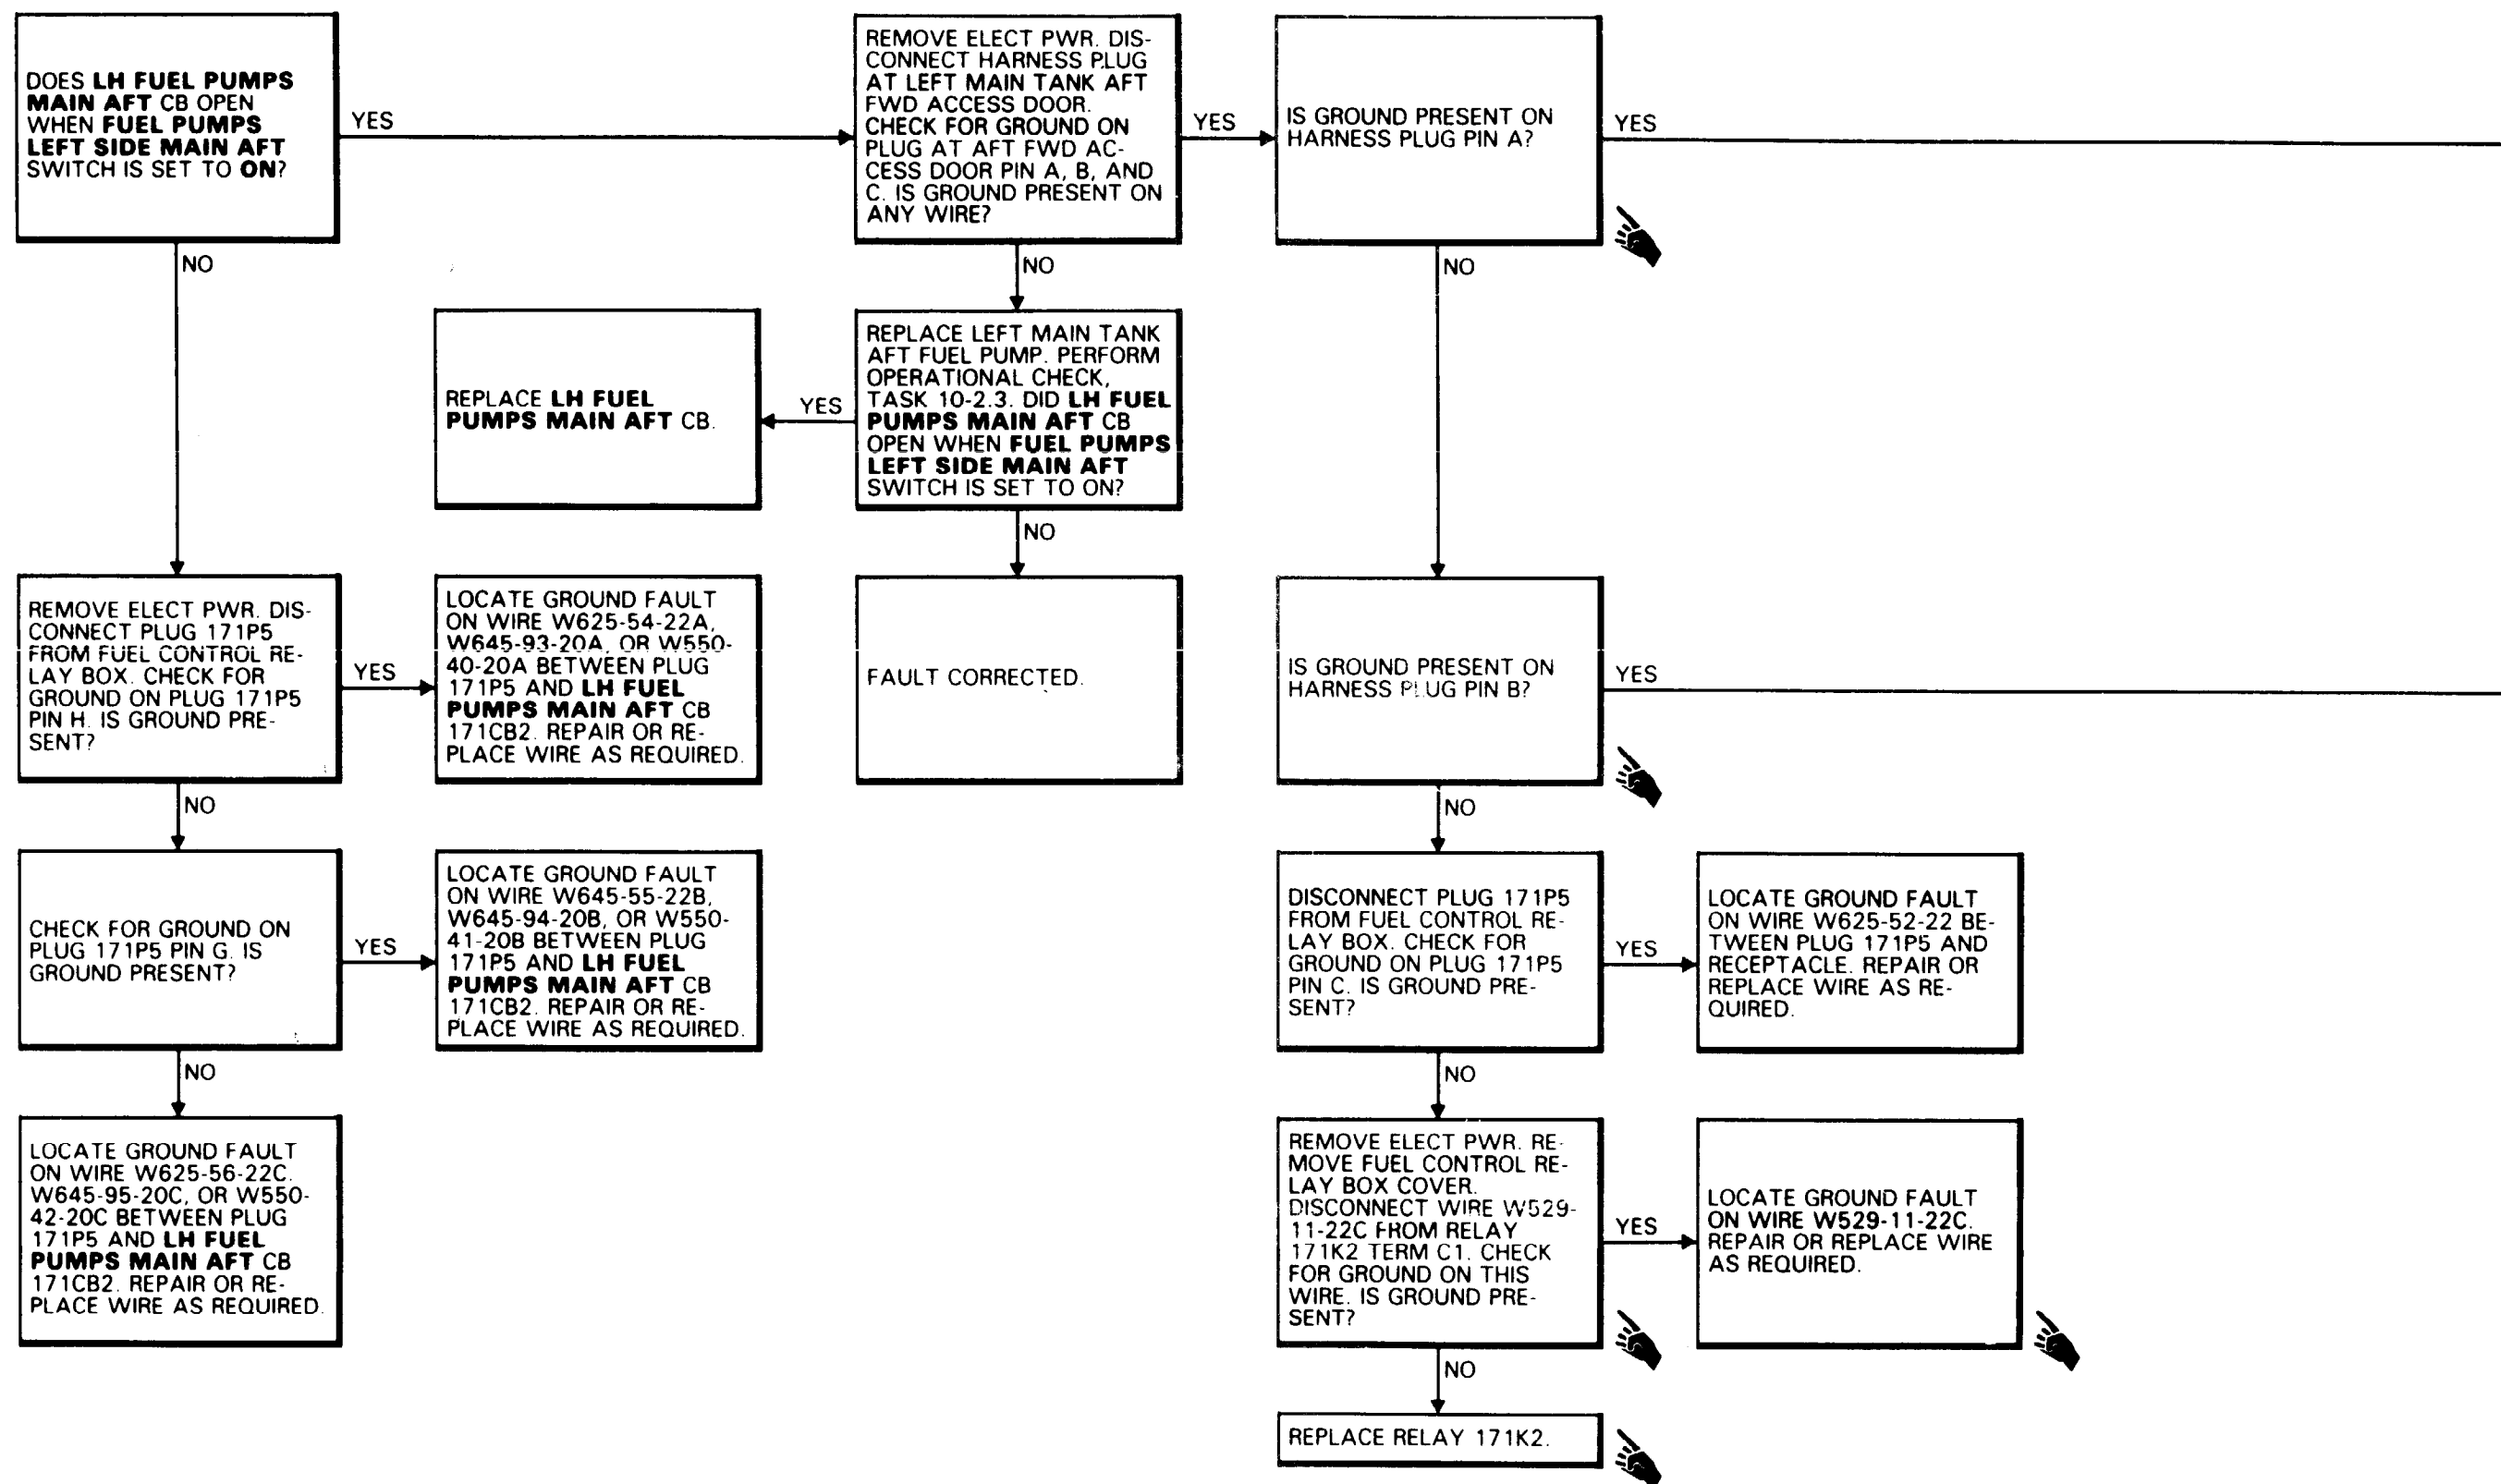 DOES LH FUEL PUMPS
MAIN AFT CB OPEN
WHEN FUEL PUMPS
LEFT SIDE MAIN AFT
SWITCH IS SET TO ON?
YES
NO
REMOVE ELECT PWR. DIS-
CONNECT HARNESS PLUG
AT LEFT MAIN TANK AFT
FWD ACCESS DOOR.
CHECK FOR GROUND ON
PLUG AT AFT FWD AC-
CESS DOOR PIN A, B, AND
C. IS GROUND PRESENT ON
ANY WIRE?
YES
NO
IS GROUND PRESENT ON
HARNESS PLUG PIN A?
YES
NO
REPLACE LH FUEL
PUMPS MAIN AFT CB.
YES
REPLACE LEFT MAIN TANK
AFT FUEL PUMP. PERFORM
OPERATIONAL CHECK,
TASK 10-2.3. DID LH FUEL
PUMPS MAIN AFT CB
OPEN WHEN FUEL PUMPS
LEFT SIDE MAIN AFT
SWITCH IS SET TO ON?
NO
REMOVE ELECT PWR. DIS-
CONNECT PLUG 171P5
FROM FUEL CONTROL RE-
LAY BOX. CHECK FOR
GROUND ON PLUG 171P5
PIN H. IS GROUND PRE-
SENT?
YES
NO
LOCATE GROUND FAULT
ON WIRE W625-54-22A,
W645-93-20A, OR W550-
40-20A BETWEEN PLUG
171P5 AND LH FUEL
PUMPS MAIN AFT CB
171CB2. REPAIR OR RE-
PLACE WIRE AS REQUIRED.
FAULT CORRECTED.
IS GROUND PRESENT ON
HARNESS PLUG PIN B?
YES
NO
CHECK FOR GROUND ON
PLUG 171P5 PIN G. IS
GROUND PRESENT?
YES
NO
LOCATE GROUND FAULT
ON WIRE W645-55-22B,
W645-94-20B, OR W550-
41-20B BETWEEN PLUG
171P5 AND LH FUEL
PUMPS MAIN AFT CB
171CB2. REPAIR OR RE-
PLACE WIRE AS REQUIRED.
DISCONNECT PLUG 171P5
FROM FUEL CONTROL RE-
LAY BOX. CHECK FOR
GROUND ON PLUG 171P5
PIN C. IS GROUND PRE-
SENT?
YES
NO
LOCATE GROUND FAULT
ON WIRE W625-52-22 BE-
TWEEN PLUG 171P5 AND
RECEPTACLE. REPAIR OR
REPLACE WIRE AS RE-
QUIRED.
LOCATE GROUND FAULT
ON WIRE W625-56-22C.
W645-95-20C, OR W550-
42-20C BETWEEN PLUG
171P5 AND LH FUEL
PUMPS MAIN AFT CB
171CB2. REPAIR OR RE-
PLACE WIRE AS REQUIRED.
REMOVE ELECT PWR. RE-
MOVE FUEL CONTROL RE-
LAY BOX COVER.
DISCONNECT WIRE W529-
11-22C FROM RELAY
171K2 TERM C1. CHECK
FOR GROUND ON THIS
WIRE. IS GROUND PRE-
SENT?
YES
NO
LOCATE GROUND FAULT
ON WIRE W529-11-22C.
REPAIR OR REPLACE WIRE
AS REQUIRED.
REPLACE RELAY 171K2.